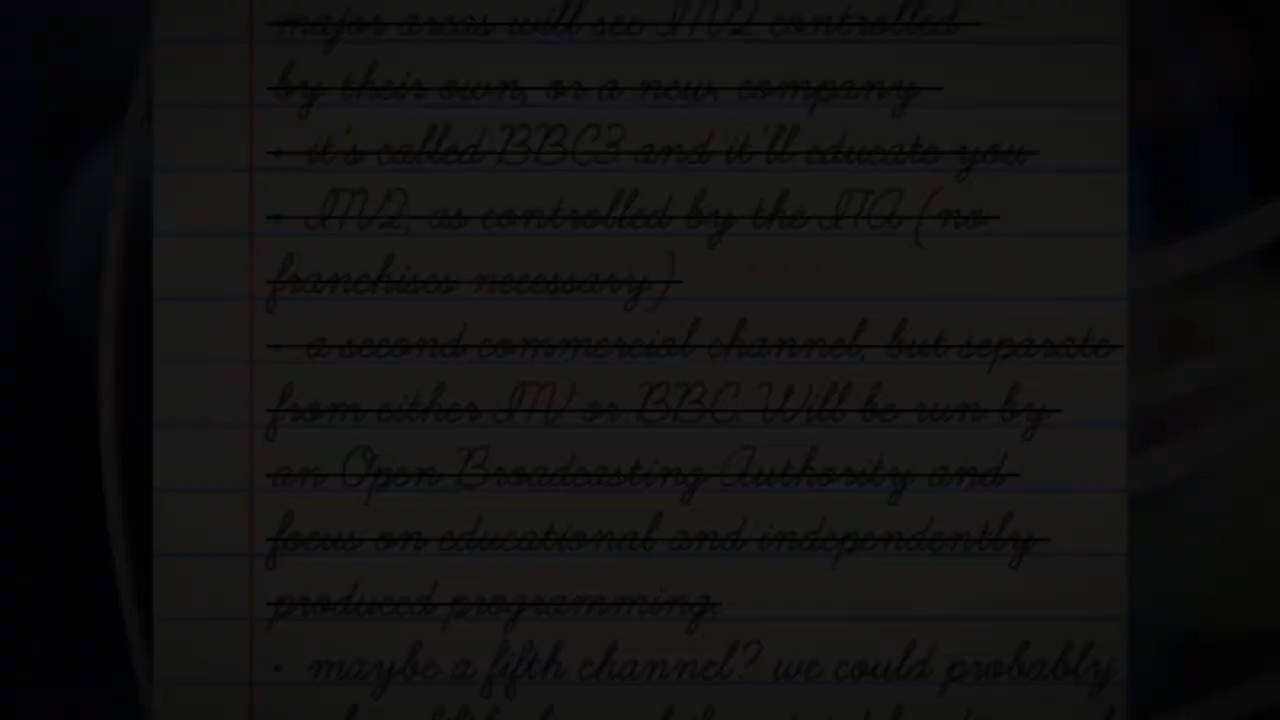 major areas will see ITV2 controlled
by their own, or a new, company
- it's called BBC3 and it'll educate you
- ITV2, as controlled by the ITA (no
franchises necessary)
- a second commercial channel, but separate
from either ITV or BBC. Will be run by
an Open Broadcasting Authority and
focus on educational and independently
produced programming.
• maybe a fifth channel? we could probably